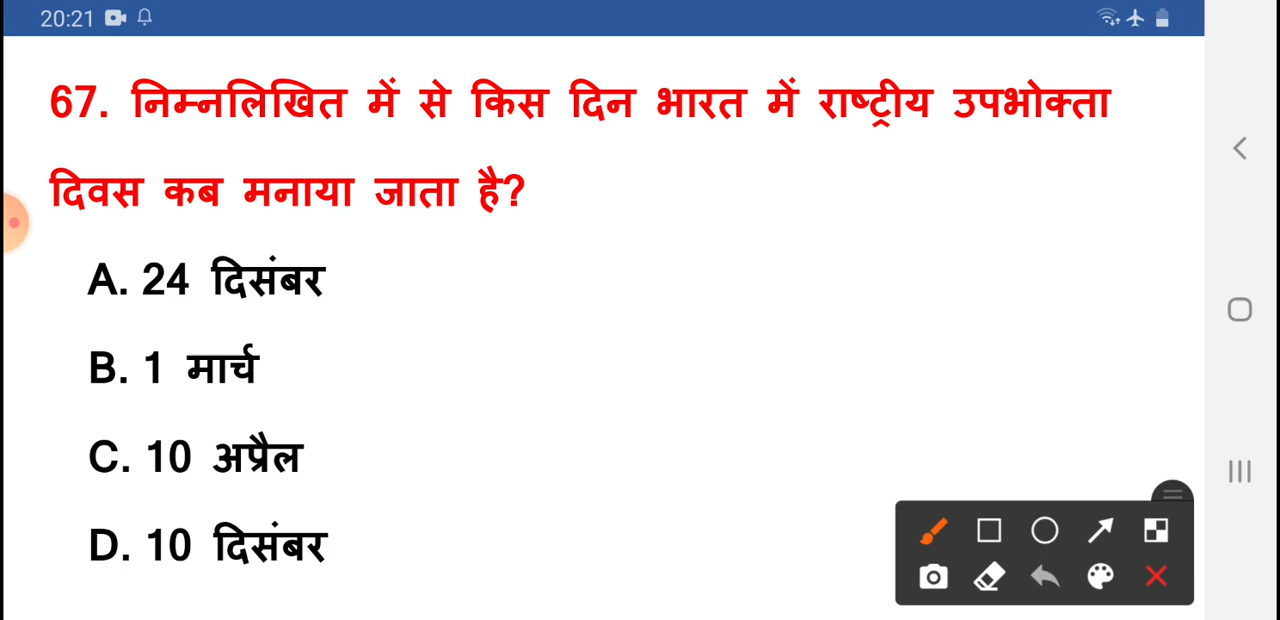 20:21
67. निम्नलिखित में से किस दिन भारत में राष्ट्रीय उपभोक्ता
दिवस कब मनाया जाता है?
A. 24 दिसंबर
B. 1 मार्च
C. 10 अप्रैल
D. 10 दिसंबर